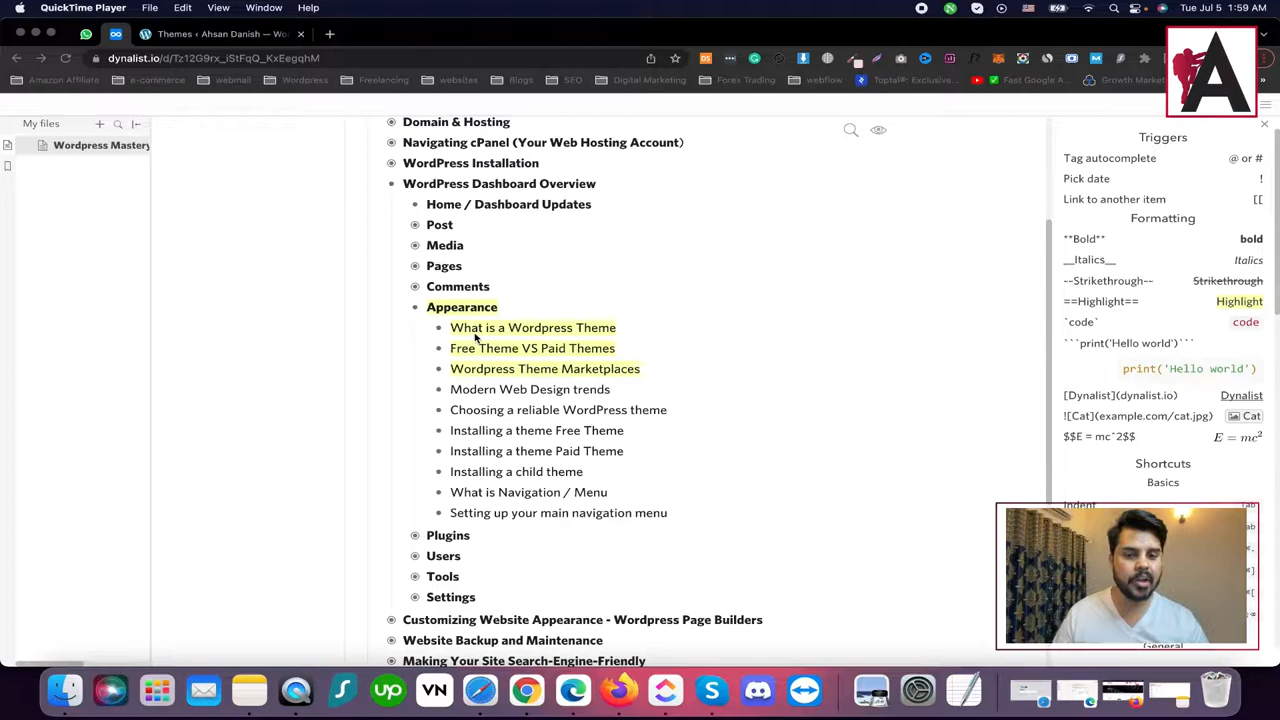 QuickTime Player File Edit View Window Help Tue Jul 5 1:59 AM
Themes ‹ Ahsan Danish — Wo
dynalist.io/d/Tz12G9rx_iStFqQ_KxEegqhM
Amazon Affiliate e-commerce webmail Wordpress Freelancing websites Blogs SEO Digital Marketing Forex Trading webflow Toptal®: Exclusive... Fast Google A... Growth Market
A
My files
Wordpress Mastery
Domain & Hosting
Navigating cPanel (Your Web Hosting Account)
WordPress Installation
WordPress Dashboard Overview
Home / Dashboard Updates
Post
Media
Pages
Comments
Appearance
What is a Wordpress Theme
Free Theme VS Paid Themes
Wordpress Theme Marketplaces
Modern Web Design trends
Choosing a reliable WordPress theme
Installing a theme Free Theme
Installing a theme Paid Theme
Installing a child theme
What is Navigation / Menu
Setting up your main navigation menu
Plugins
Users
Tools
Settings
Customizing Website Appearance - Wordpress Page Builders
Website Backup and Maintenance
Making Your Site Search-Engine-Friendly
Triggers
Tag autocomplete @ or #
Pick date !
Link to another item [[
Formatting
**Bold** bold
__Italics__ Italics
~~Strikethrough~~ Strikethrough
==Highlight== Highlight
`code` code
```print('Hello world')```
print('Hello world')
[Dynalist](dynalist.io) Dynalist
![Cat](example.com/cat.jpg) Cat
$$E = mc^2$$ E = mc²
Shortcuts
Basics
Indent
General
up
VN